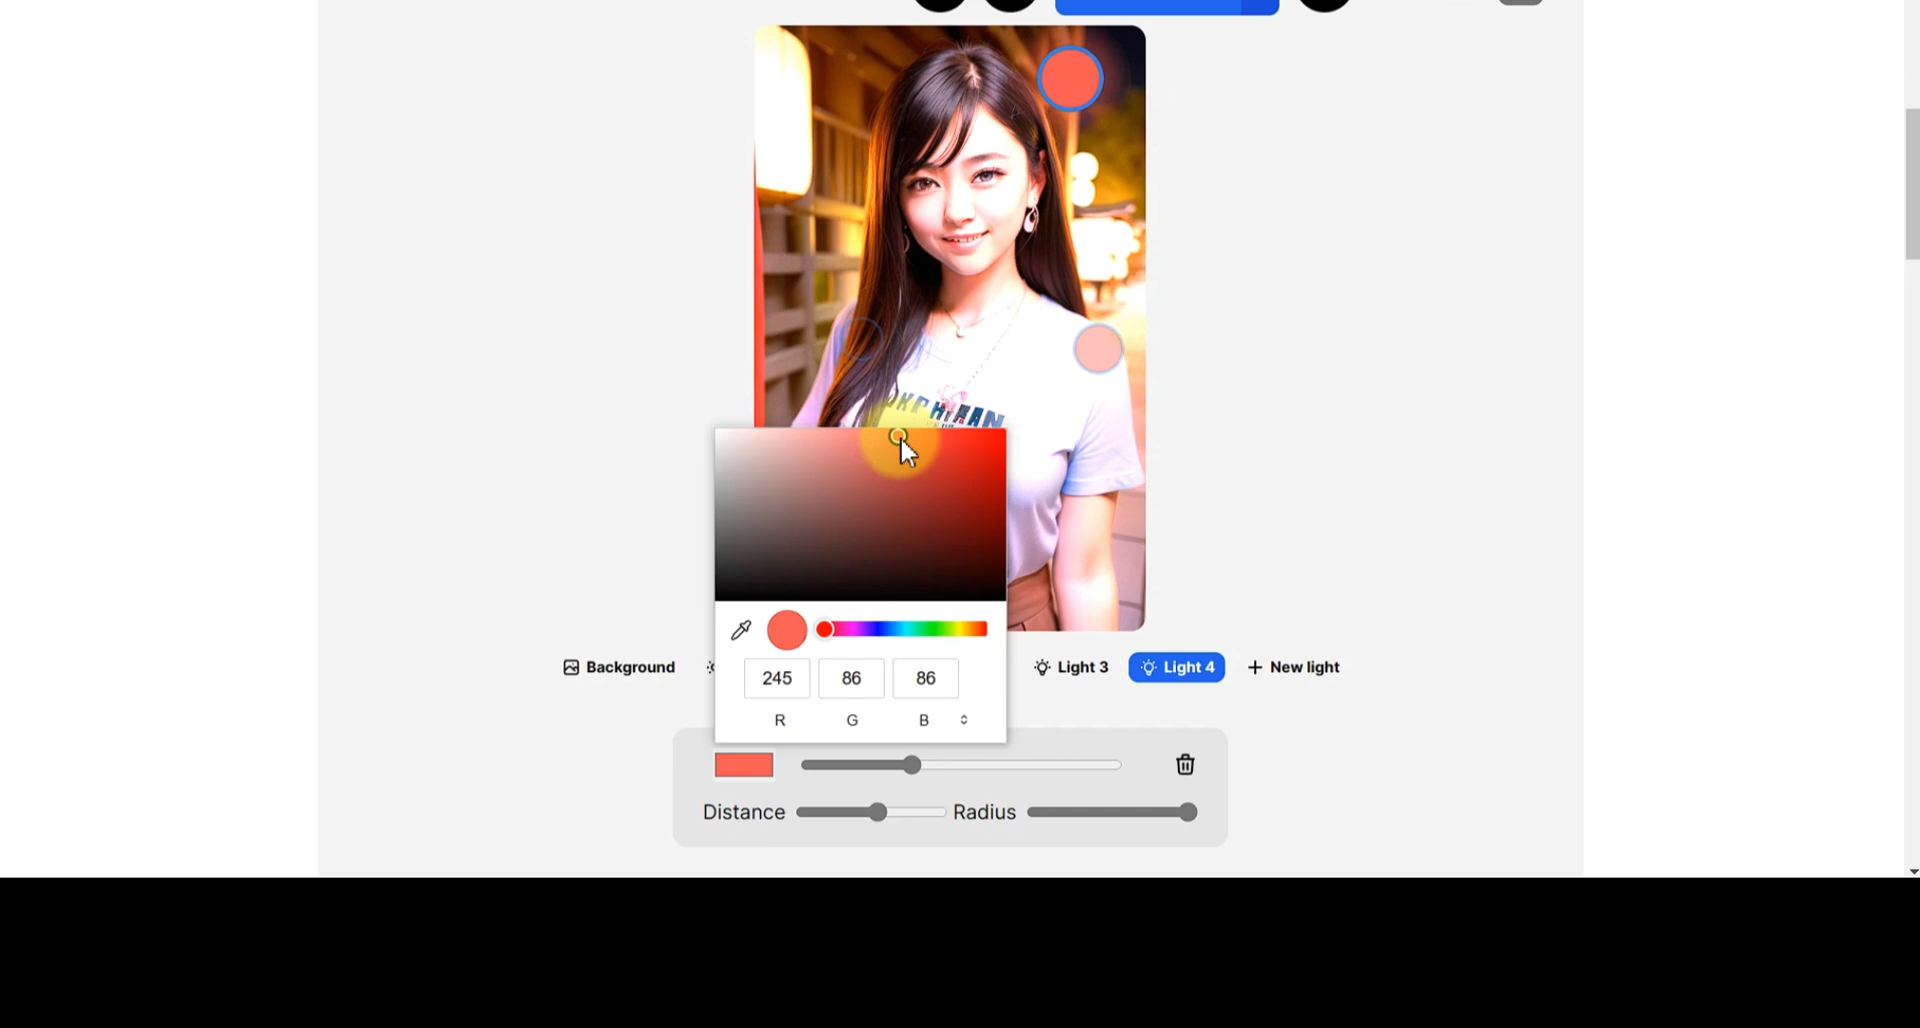 Background
Light 3
Light 4
New light
245
86
86
R
G
B
Distance
Radius